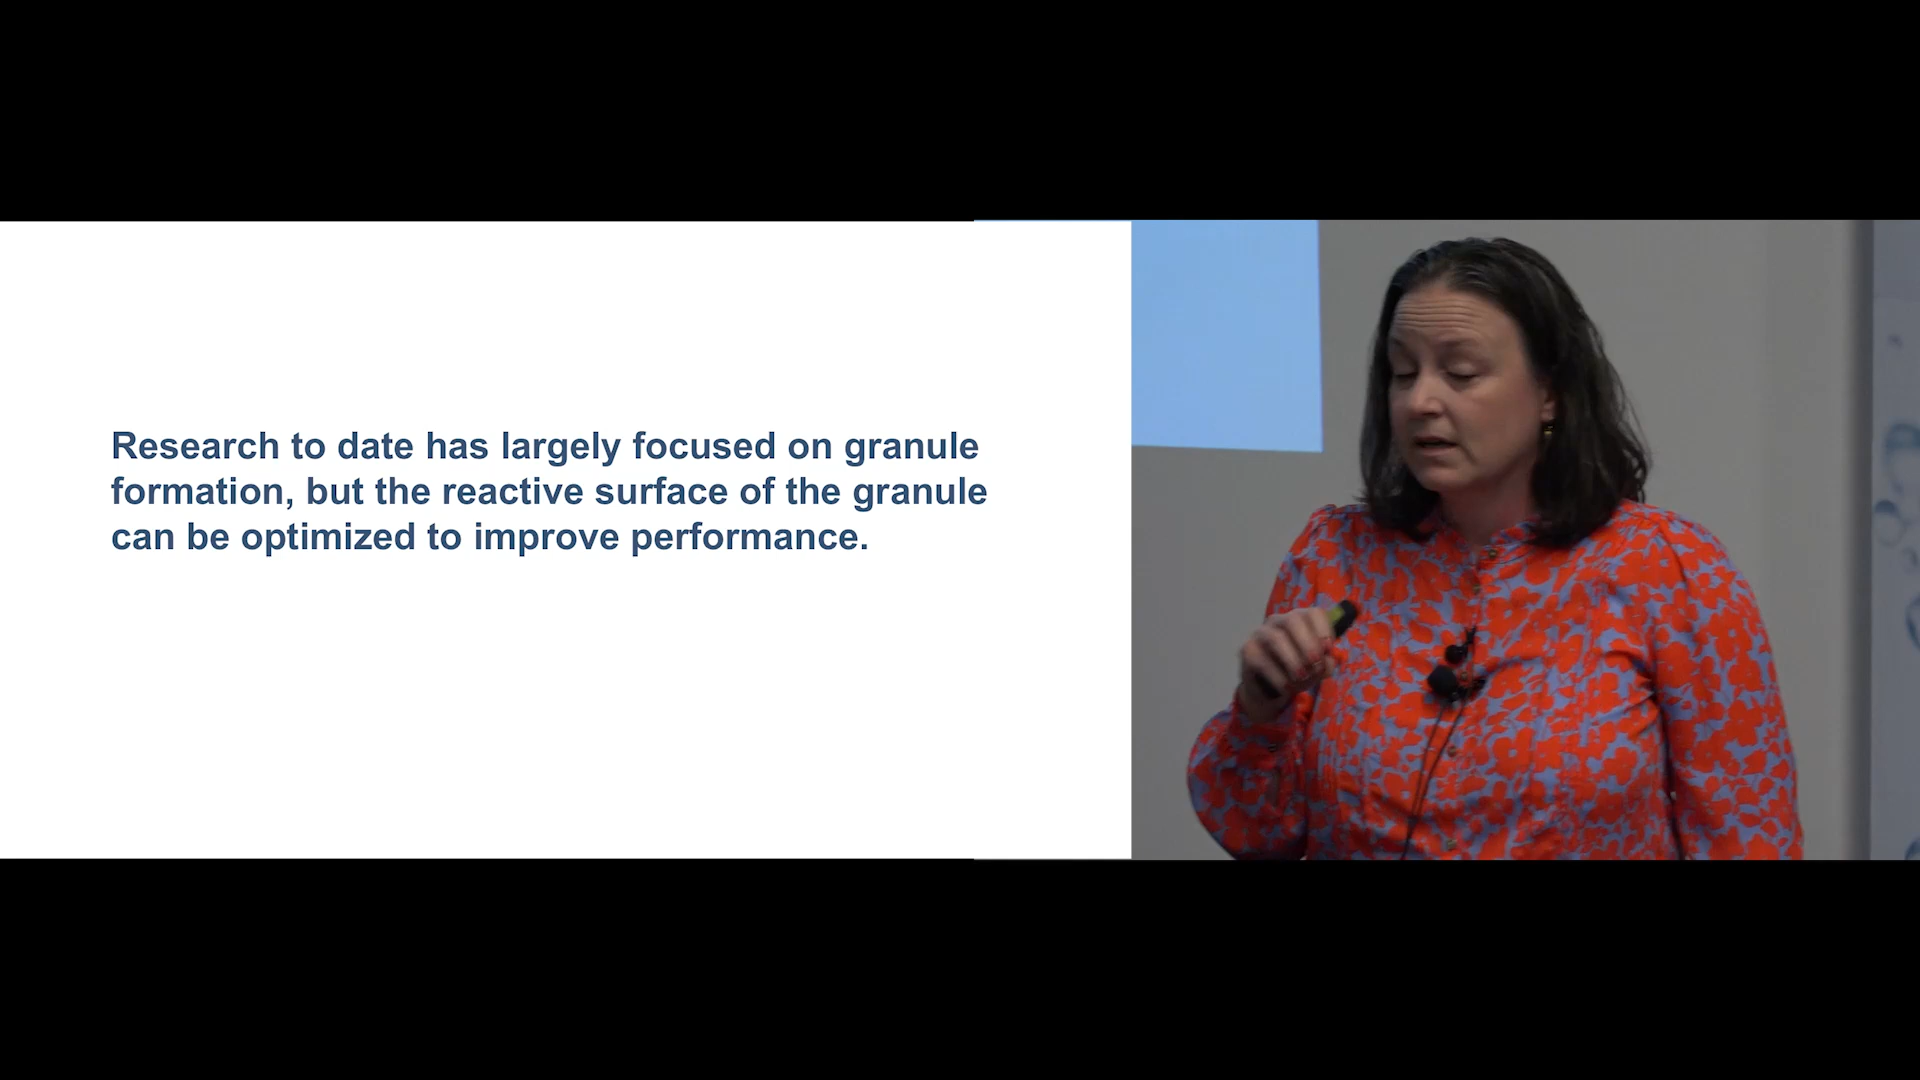 Research to date has largely focused on granule
formation, but the reactive surface of the granule
can be optimized to improve performance.